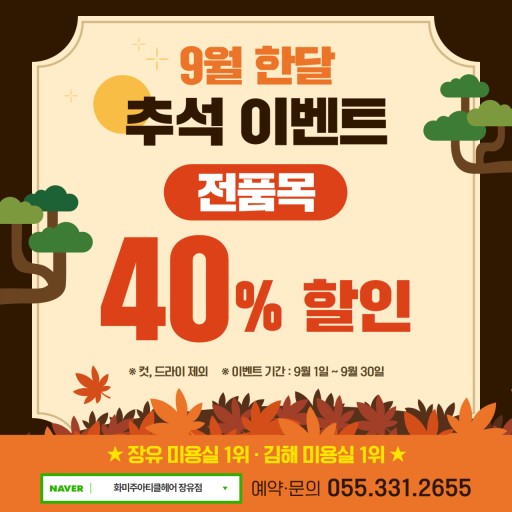 9월 한달
추석 이벤트
전품목
40% 할인
※ 컷, 드라이 제외 ※ 이벤트 기간 : 9월 1일 ~ 9월 30일
★ 장유 미용실 1위 · 김해 미용실 1위 ★
NAVER | 화미주아티클헤어 장유점 ▼ 예약·문의 055.331.2655